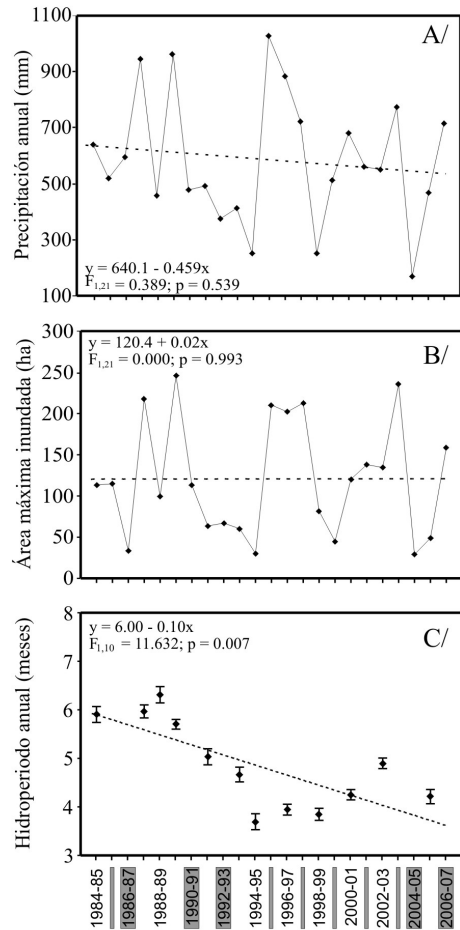 A/
Precipitación anual (mm)
1100
900
700
500
300
100
y = 640.1 - 0.459x
F1,21 = 0.389; p = 0.539
B/
Área máxima inundada (ha)
300
250
200
150
100
50
0
y = 120.4 + 0.02x
F1,21 = 0.000; p = 0.993
C/
Hidroperiodo anual (meses)
8
7
6
5
4
3
y = 6.00 - 0.10x
F1,10 = 11.632; p = 0.007
1984-85
1986-87
1988-89
1990-91
1992-93
1994-95
1996-97
1998-99
2000-01
2002-03
2004-05
2006-07